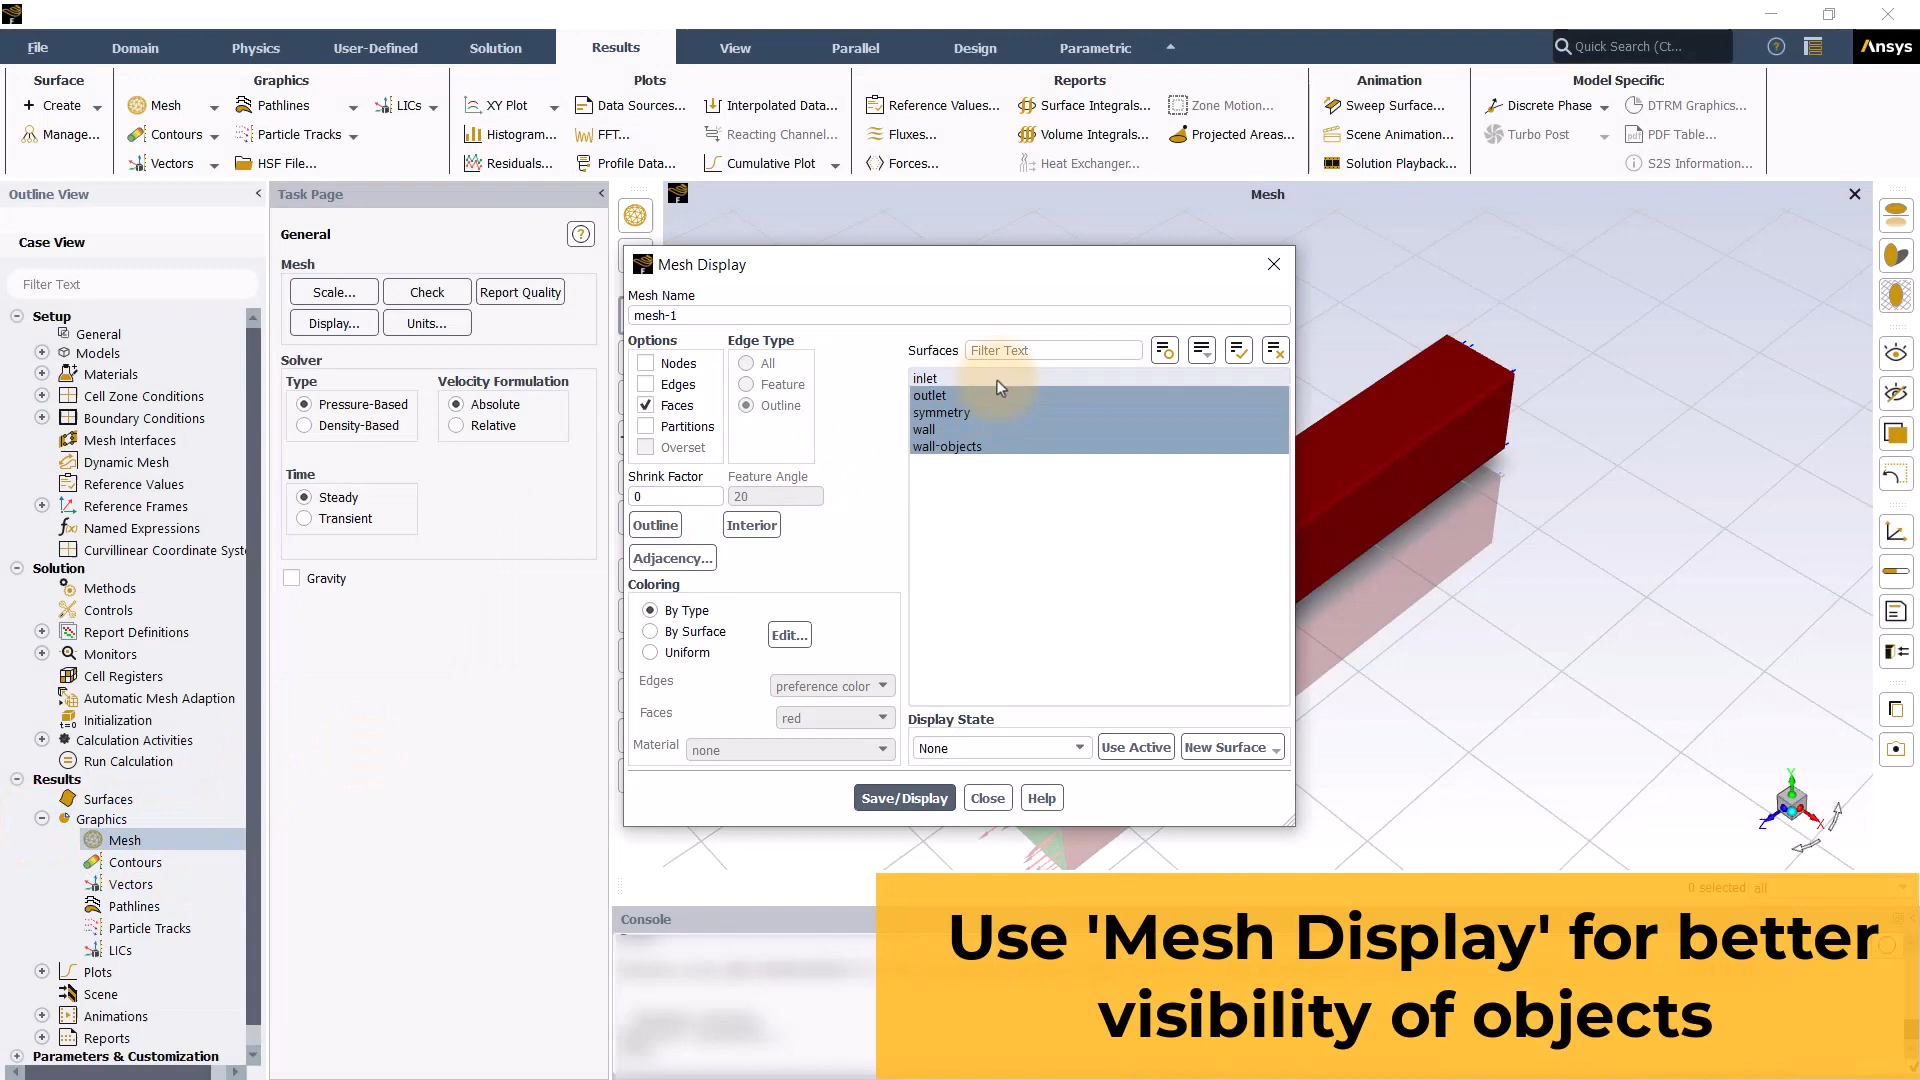 File
Domain
Physics
User-Defined
Solution
Results
View
Parallel
Design
Parametric
Quick Search (Ct...
Ansys
Surface
Create
Manage...
Graphics
Mesh
Contours
Vectors
Pathlines
Particle Tracks
HSF File...
LICs
Plots
XY Plot
Histogram...
Residuals...
Data Sources...
FFT...
Profile Data...
Interpolated Data...
Reacting Channel...
Cumulative Plot
Reports
Reference Values...
Fluxes...
Forces...
Surface Integrals...
Volume Integrals...
Heat Exchanger...
Zone Motion...
Projected Areas...
Animation
Sweep Surface...
Scene Animation...
Solution Playback...
Model Specific
Discrete Phase
Turbo Post
DTRM Graphics...
PDF Table...
S2S Information...
Outline View
Case View
Filter Text
Setup
General
Models
Materials
Cell Zone Conditions
Boundary Conditions
Mesh Interfaces
Dynamic Mesh
Reference Values
Reference Frames
Named Expressions
Curvillinear Coordinate Syst
Solution
Methods
Controls
Report Definitions
Monitors
Cell Registers
Automatic Mesh Adaption
Initialization
Calculation Activities
Run Calculation
Results
Surfaces
Graphics
Mesh
Contours
Vectors
Pathlines
Particle Tracks
LICs
Plots
Scene
Animations
Reports
Parameters & Customization
Task Page
General
Mesh
Scale...
Check
Report Quality
Display...
Units...
Solver
Type
Pressure-Based
Density-Based
Velocity Formulation
Absolute
Relative
Time
Steady
Transient
Gravity
Mesh
Mesh Display
Mesh Name
mesh-1
Options
Nodes
Edges
Faces
Partitions
Overset
Edge Type
All
Feature
Outline
Shrink Factor
0
Feature Angle
20
Outline
Interior
Adjacency...
Coloring
By Type
By Surface
Uniform
Edit...
Edges
preference color
Faces
red
Material
none
Surfaces
Filter Text
inlet
outlet
symmetry
wall
wall-objects
Display State
None
Use Active
New Surface
Save/Display
Close
Help
Y
Z
X
0 selected all
Console
Use 'Mesh Display' for better
visibility of objects